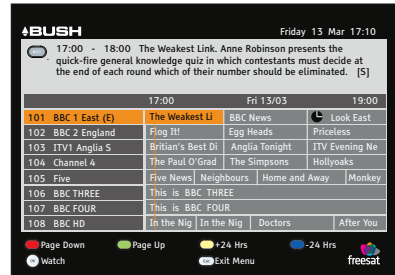 BUSH Friday 13 Mar 17:10
17:00 - 18:00 The Weakest Link. Anne Robinson presents the
quick-fire general knowledge quiz in which contestants must decide at
the end of each round which of their number should be eliminated. [S]
17:00 Fri 13/03 19:00
101 BBC 1 East (E) The Weakest Li BBC News Look East
102 BBC 2 England Flog It! Egg Heads Priceless
103 ITV1 Anglia S Britian's Best Di Anglia Tonight ITV Evening Ne
104 Channel 4 The Paul O'Grad The Simpsons Hollyoaks
105 Five Five News Neighbours Home and Away Monkey
106 BBC THREE This is BBC THREE
107 BBC FOUR This is BBC FOUR
108 BBC HD In the Nig In the Nig Doctors After You
Page Down Page Up +24 Hrs -24 Hrs
Watch Exit Menu freesat